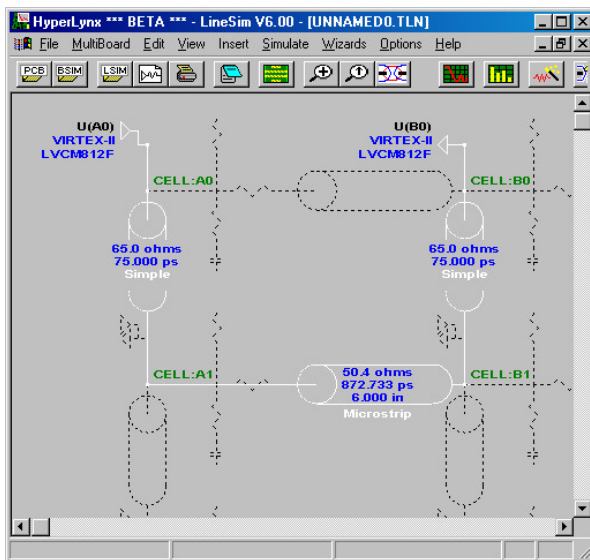 HyperLynx *** BETA *** - LineSim V6.00 - [UNNAMED0.TLN]
File MultiBoard Edit View Insert Simulate Wizards Options Help
PCB BSIM LSIM
U(A0) U(B0)
VIRTEX-II VIRTEX-II
LVCM812F LVCM812F
CELL:A0 CELL:B0
65.0 ohms 65.0 ohms
75.000 ps 75.000 ps
Simple Simple
CELL:A1 50.4 ohms CELL:B1
872.733 ps
6.000 in
Microstrip